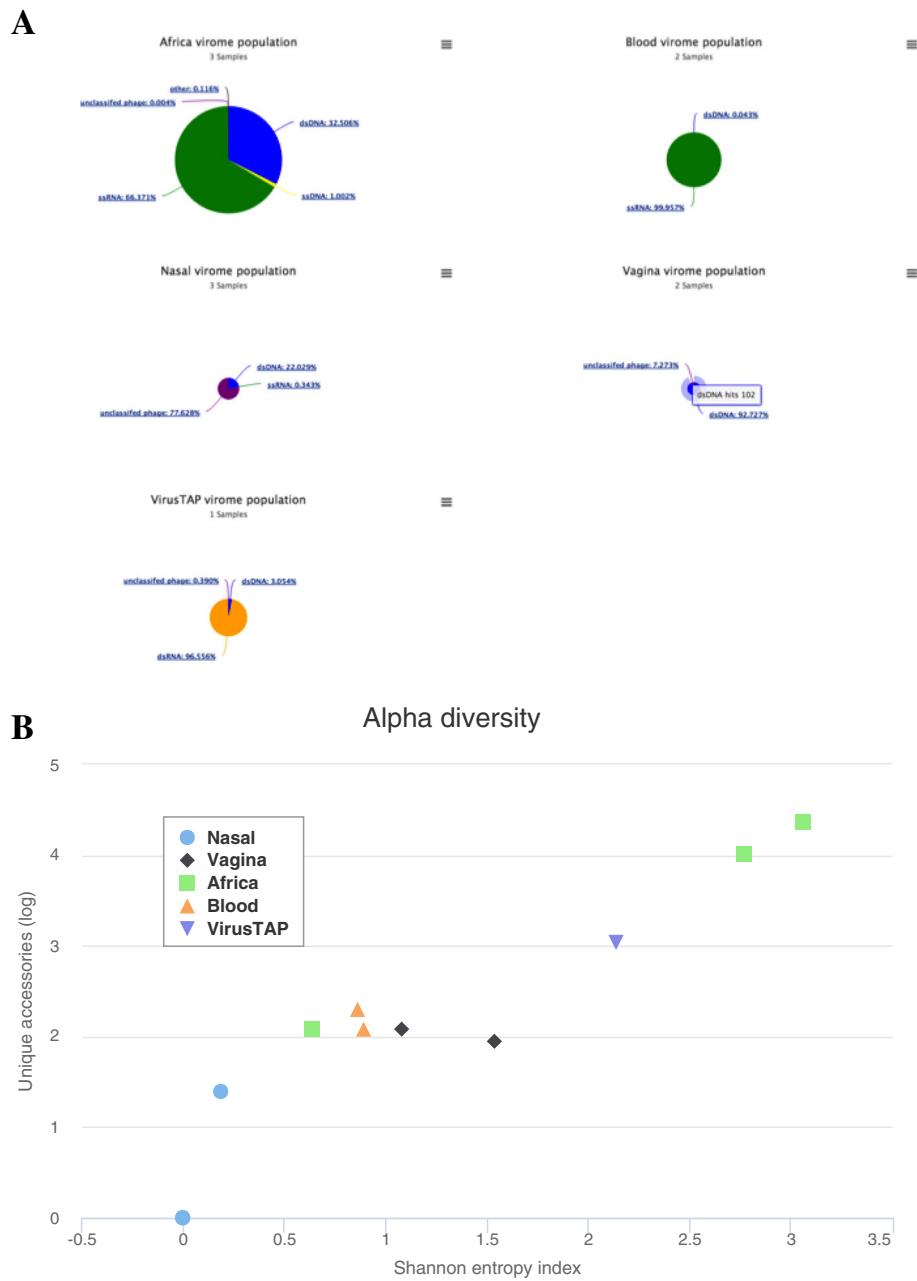 A
Africa virome population
3 Samples
other: 0.116%
unclassifed phage: 0.004%
dsDNA: 32.506%
ssRNA: 66.371%
ssDNA: 1.002%
Blood virome population
2 Samples
dsDNA: 0.043%
ssRNA: 99.957%
Nasal virome population
3 Samples
dsDNA: 22.029%
ssRNA: 0.343%
unclassifed phage: 77.628%
Vagina virome population
2 Samples
unclassifed phage: 7.273%
dsDNA hits 102
dsDNA: 92.727%
VirusTAP virome population
1 Samples
unclassifed phage: 0.390%
dsDNA: 3.054%
dsRNA: 96.556%
B
Alpha diversity
Unique accessories (log)
5
4
3
2
1
0
Nasal
Vagina
Africa
Blood
VirusTAP
-0.5
0
0.5
1
1.5
2
2.5
3
3.5
Shannon entropy index